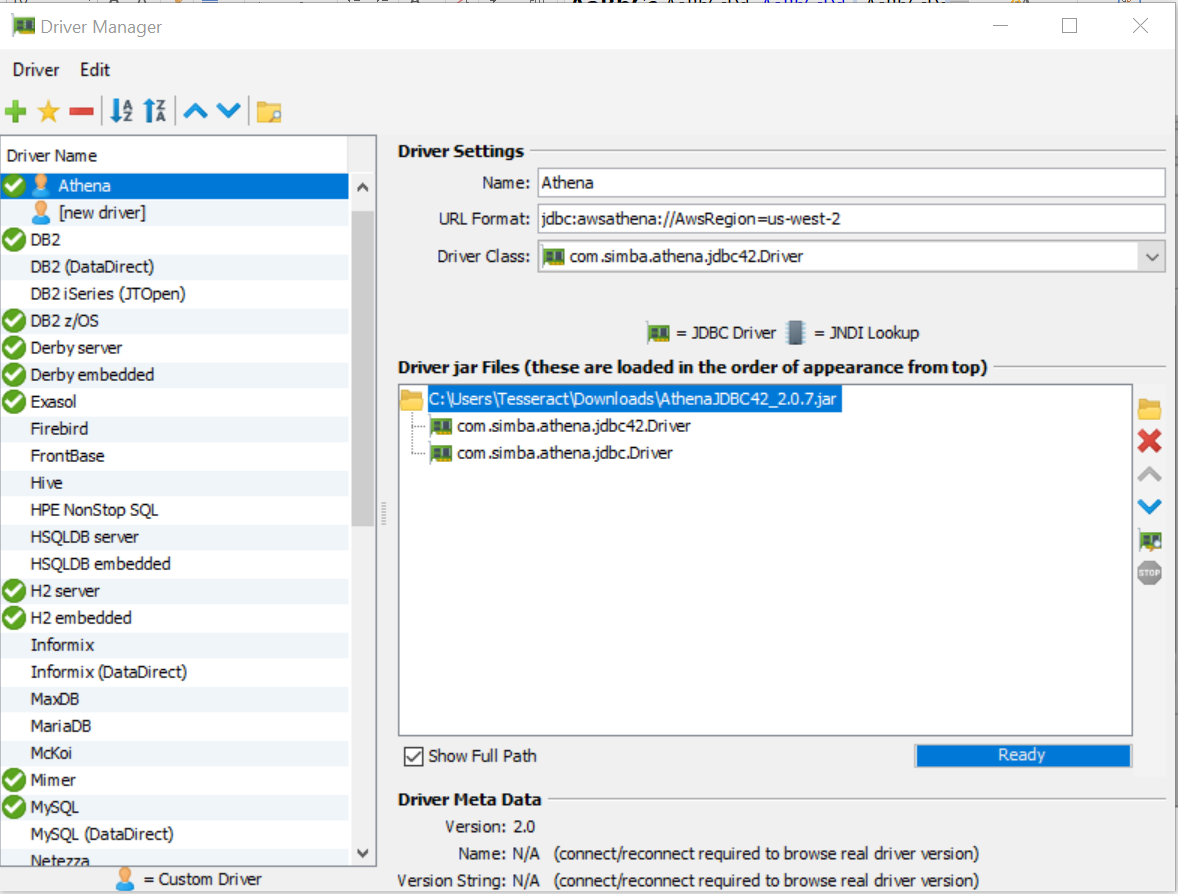 Driver Manager
Driver Edit
Driver Name
Athena
[new driver]
DB2
DB2 (DataDirect)
DB2 iSeries (JTOpen)
DB2 z/OS
Derby server
Derby embedded
Exasol
Firebird
FrontBase
Hive
HPE NonStop SQL
HSQLDB server
HSQLDB embedded
H2 server
H2 embedded
Informix
Informix (DataDirect)
MaxDB
MariaDB
McKoi
Mimer
MySQL
MySQL (DataDirect)
Netezza
= Custom Driver
Driver Settings
Name: Athena
URL Format: jdbc:awsathena://AwsRegion=us-west-2
Driver Class: com.simba.athena.jdbc42.Driver
= JDBC Driver = JNDI Lookup
Driver jar Files (these are loaded in the order of appearance from top)
C:\Users\Tesseract\Downloads\AthenaJDBC42_2.0.7.jar
com.simba.athena.jdbc42.Driver
com.simba.athena.jdbc.Driver
STOP
Show Full Path
Ready
Driver Meta Data
Version: 2.0
Name: N/A (connect/reconnect required to browse real driver version)
Version String: N/A (connect/reconnect required to browse real driver version)